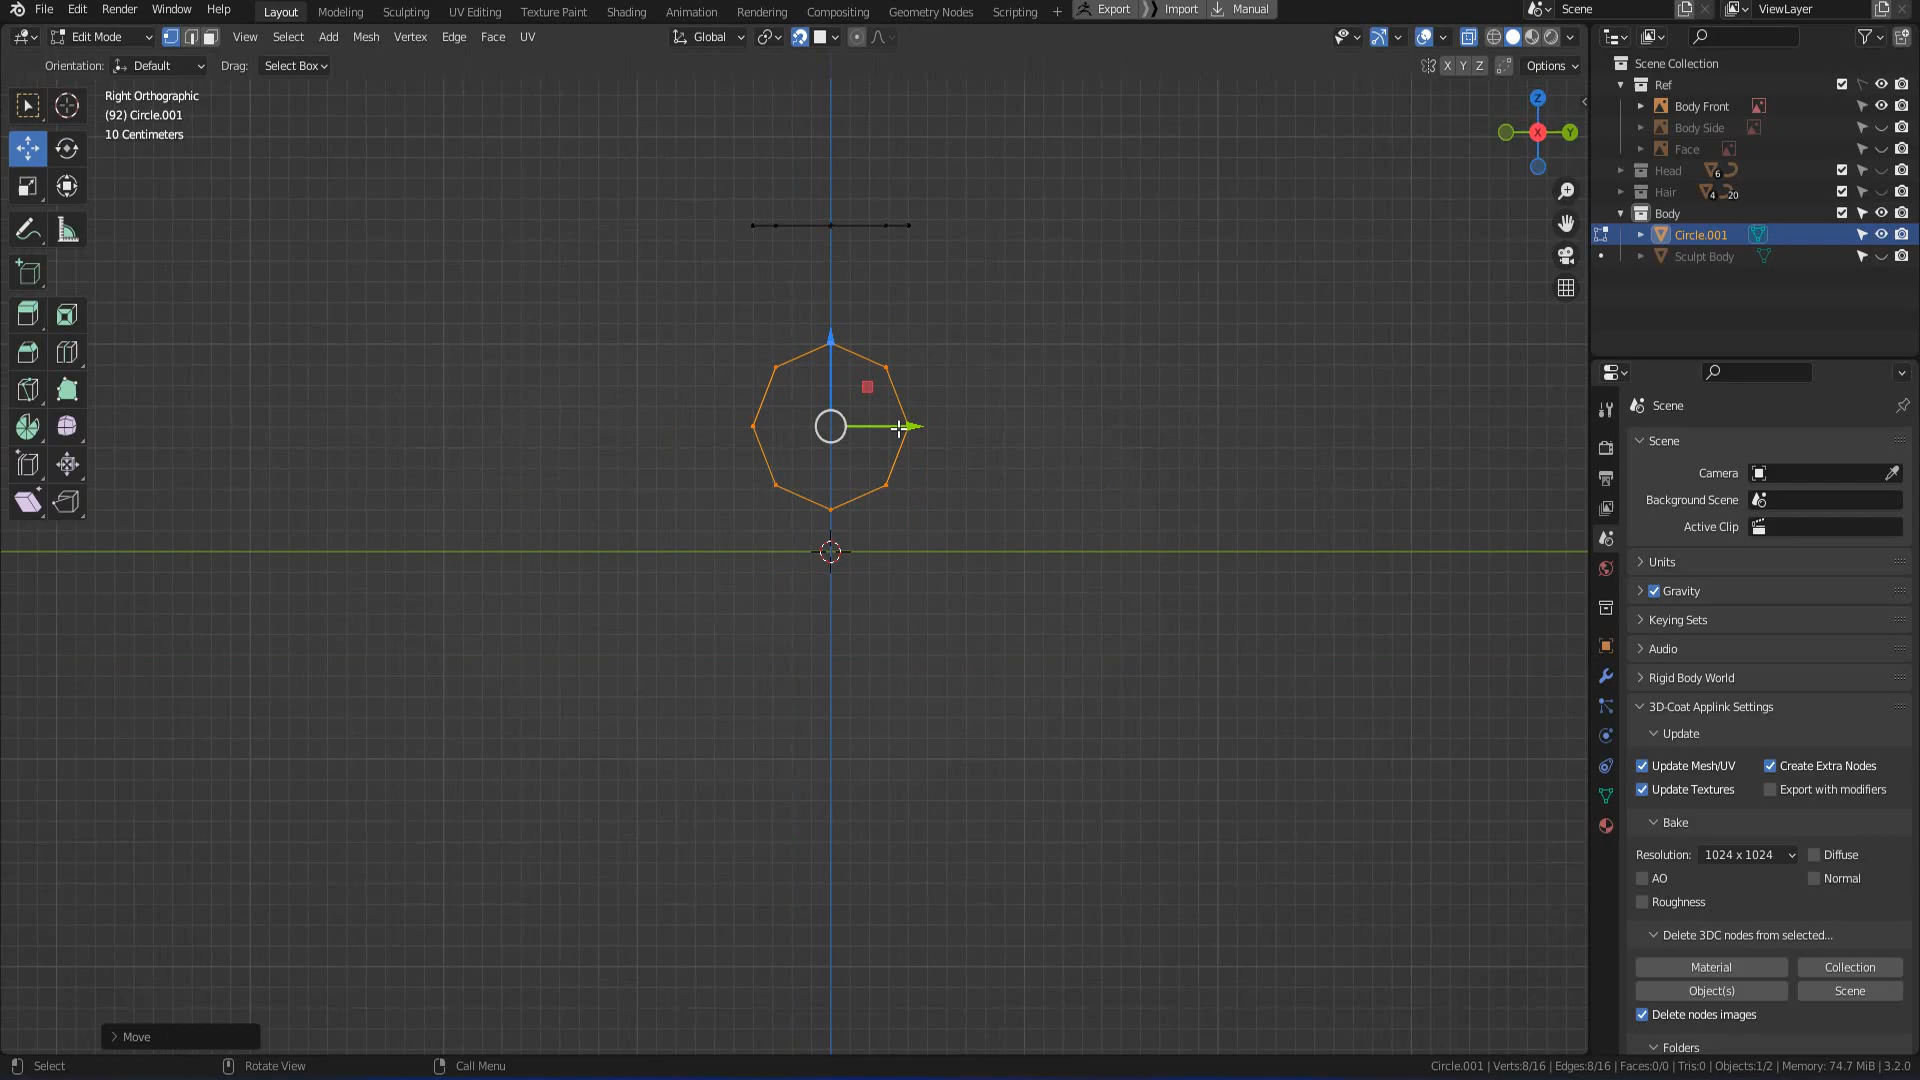 File Edit Render Window Help Layout Modeling Sculpting UV Editing Texture Paint Shading Animation Rendering Compositing Geometry Nodes Scripting + Export Import Manual Scene ViewLayer
Edit Mode View Select Add Mesh Vertex Edge Face UV Global
Orientation: Default Drag: Select Box X Y Z Options
Right Orthographic
(92) Circle.001
10 Centimeters
Z
X
Y
Scene Collection
Ref
Body Front
Body Side
Face
Head 6
Hair 4 20
Body
Circle.001
Sculpt Body
Scene
Scene
Camera
Background Scene
Active Clip
Units
Gravity
Keying Sets
Audio
Rigid Body World
3D-Coat Applink Settings
Update
Update Mesh/UV Create Extra Nodes
Update Textures Export with modifiers
Bake
Resolution: 1024 x 1024 Diffuse
AO Normal
Roughness
Delete 3DC nodes from selected...
Material Collection
Object(s) Scene
Delete nodes images
Folders
Move
Select Rotate View Call Menu Circle.001 | Verts:8/16 | Edges:8/16 | Faces:0/0 | Tris:0 | Objects:1/2 | Memory: 74.7 MiB | 3.2.0